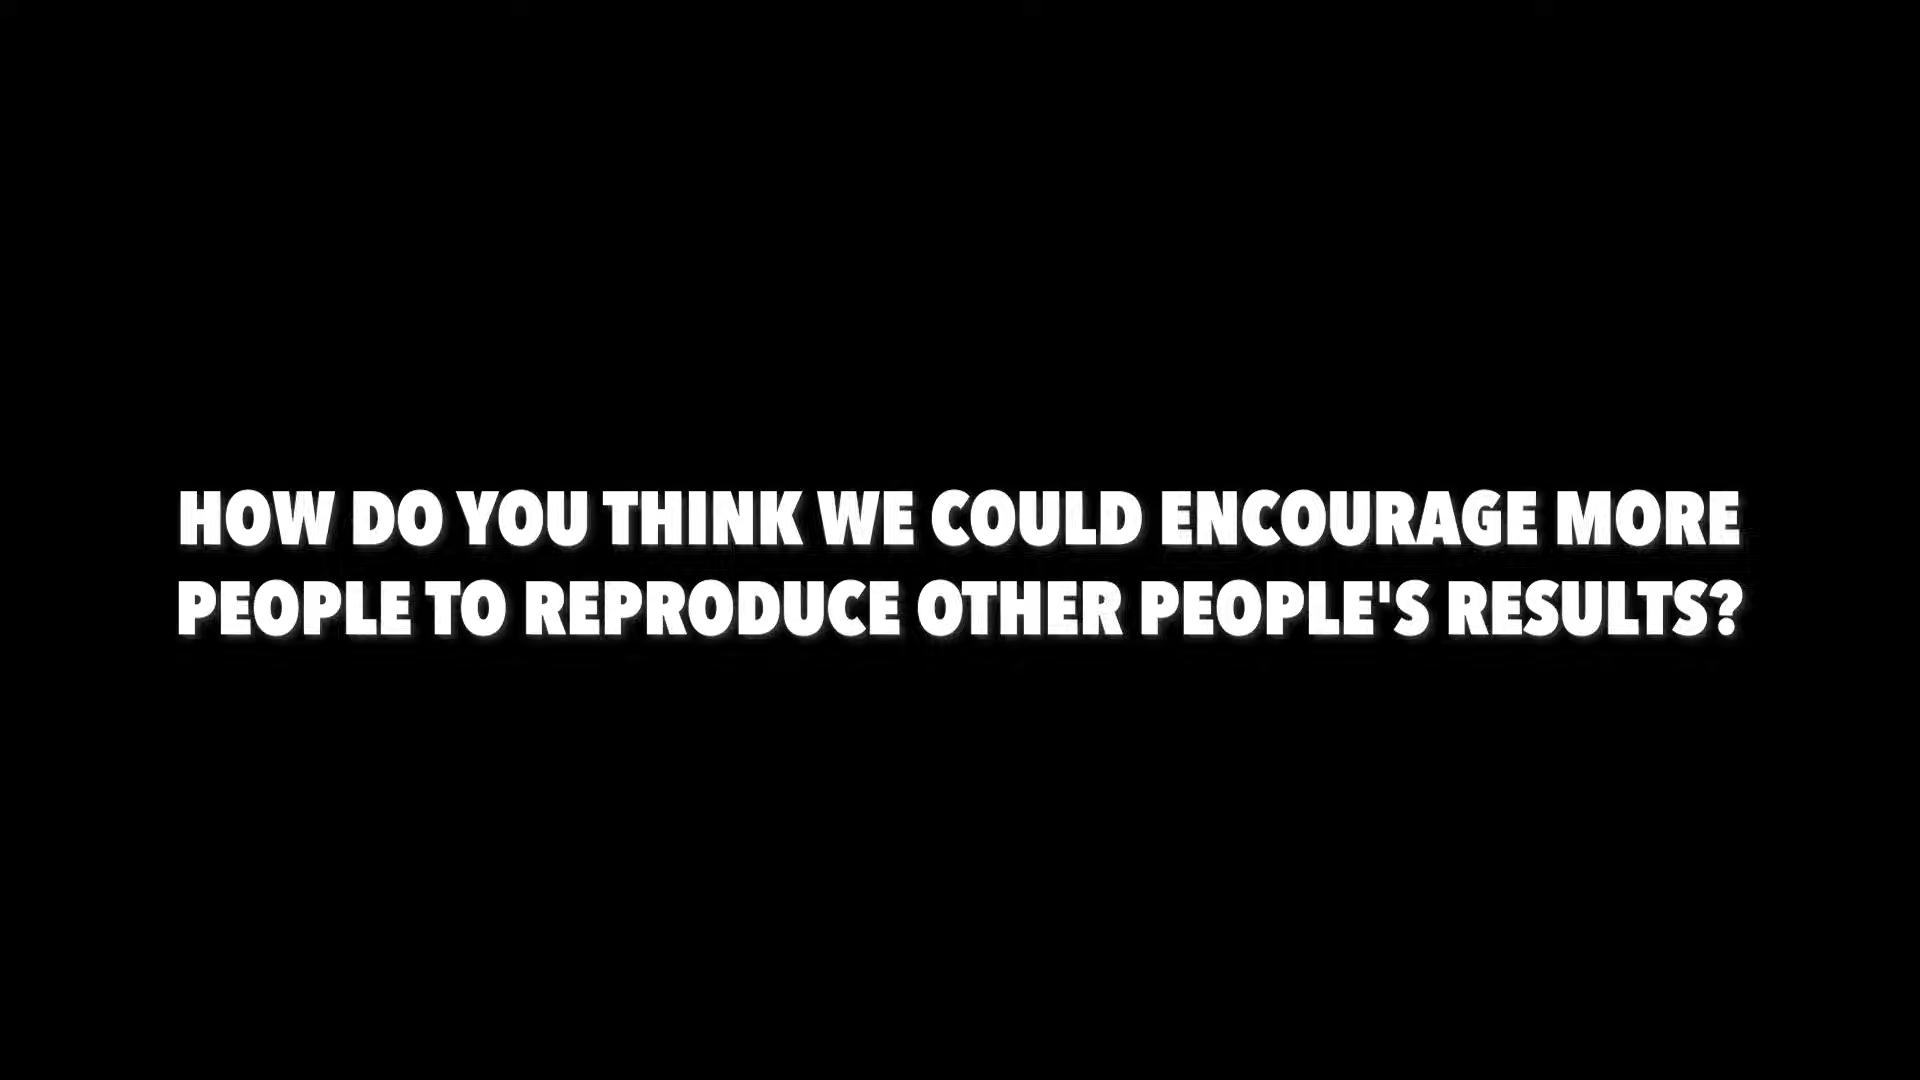 HOW DO YOU THINK WE COULD ENCOURAGE MORE
PEOPLE TO REPRODUCE OTHER PEOPLE'S RESULTS?